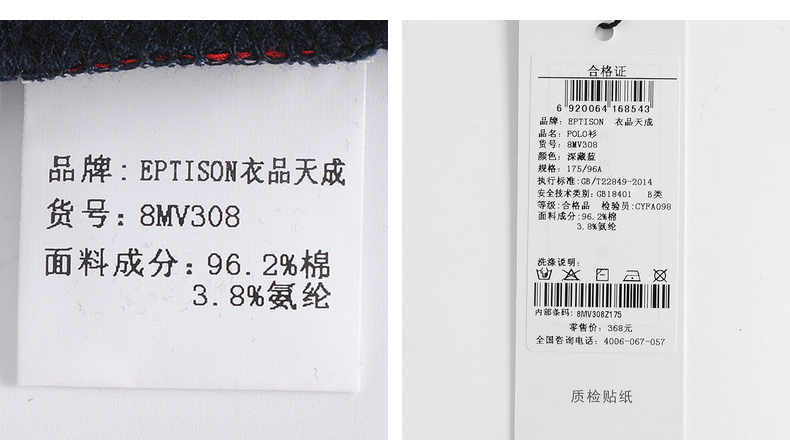 品牌：EPTISON衣品天成
货号：8MV308
面料成分：96.2%棉
3.8%氨纶
合格证
6 920064 168543
品牌：EPTISON 衣品天成
品名：POLO衫
货号：8MV308
颜色：深藏蓝
规格：175/96A
执行标准：GB/T22849-2014
安全技术类别：GB18401 B类
等级：合格品 检验员：CYFA098
面料成分：96.2%棉
3.8%氨纶
洗涤说明：
内部条码：8MV308Z175
零售价：368元
全国咨询电话：4006-067-057
质检贴纸